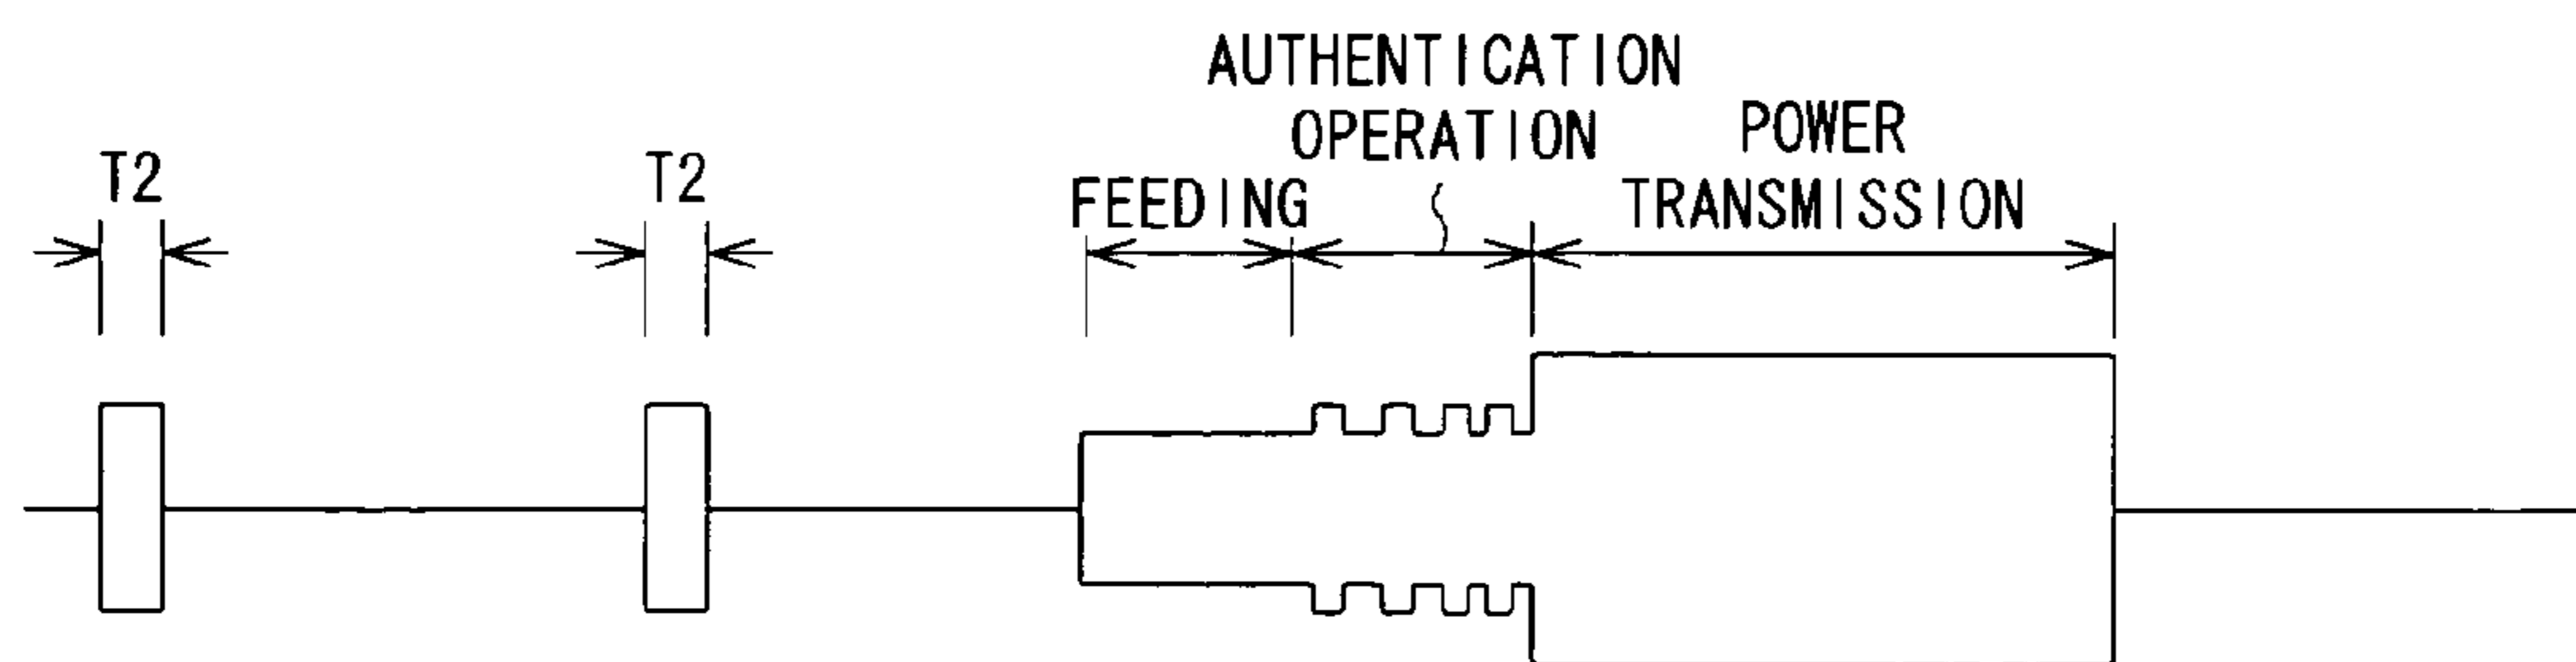 T2
T2
FEEDING
AUTHENTICATION
OPERATION
POWER
TRANSMISSION